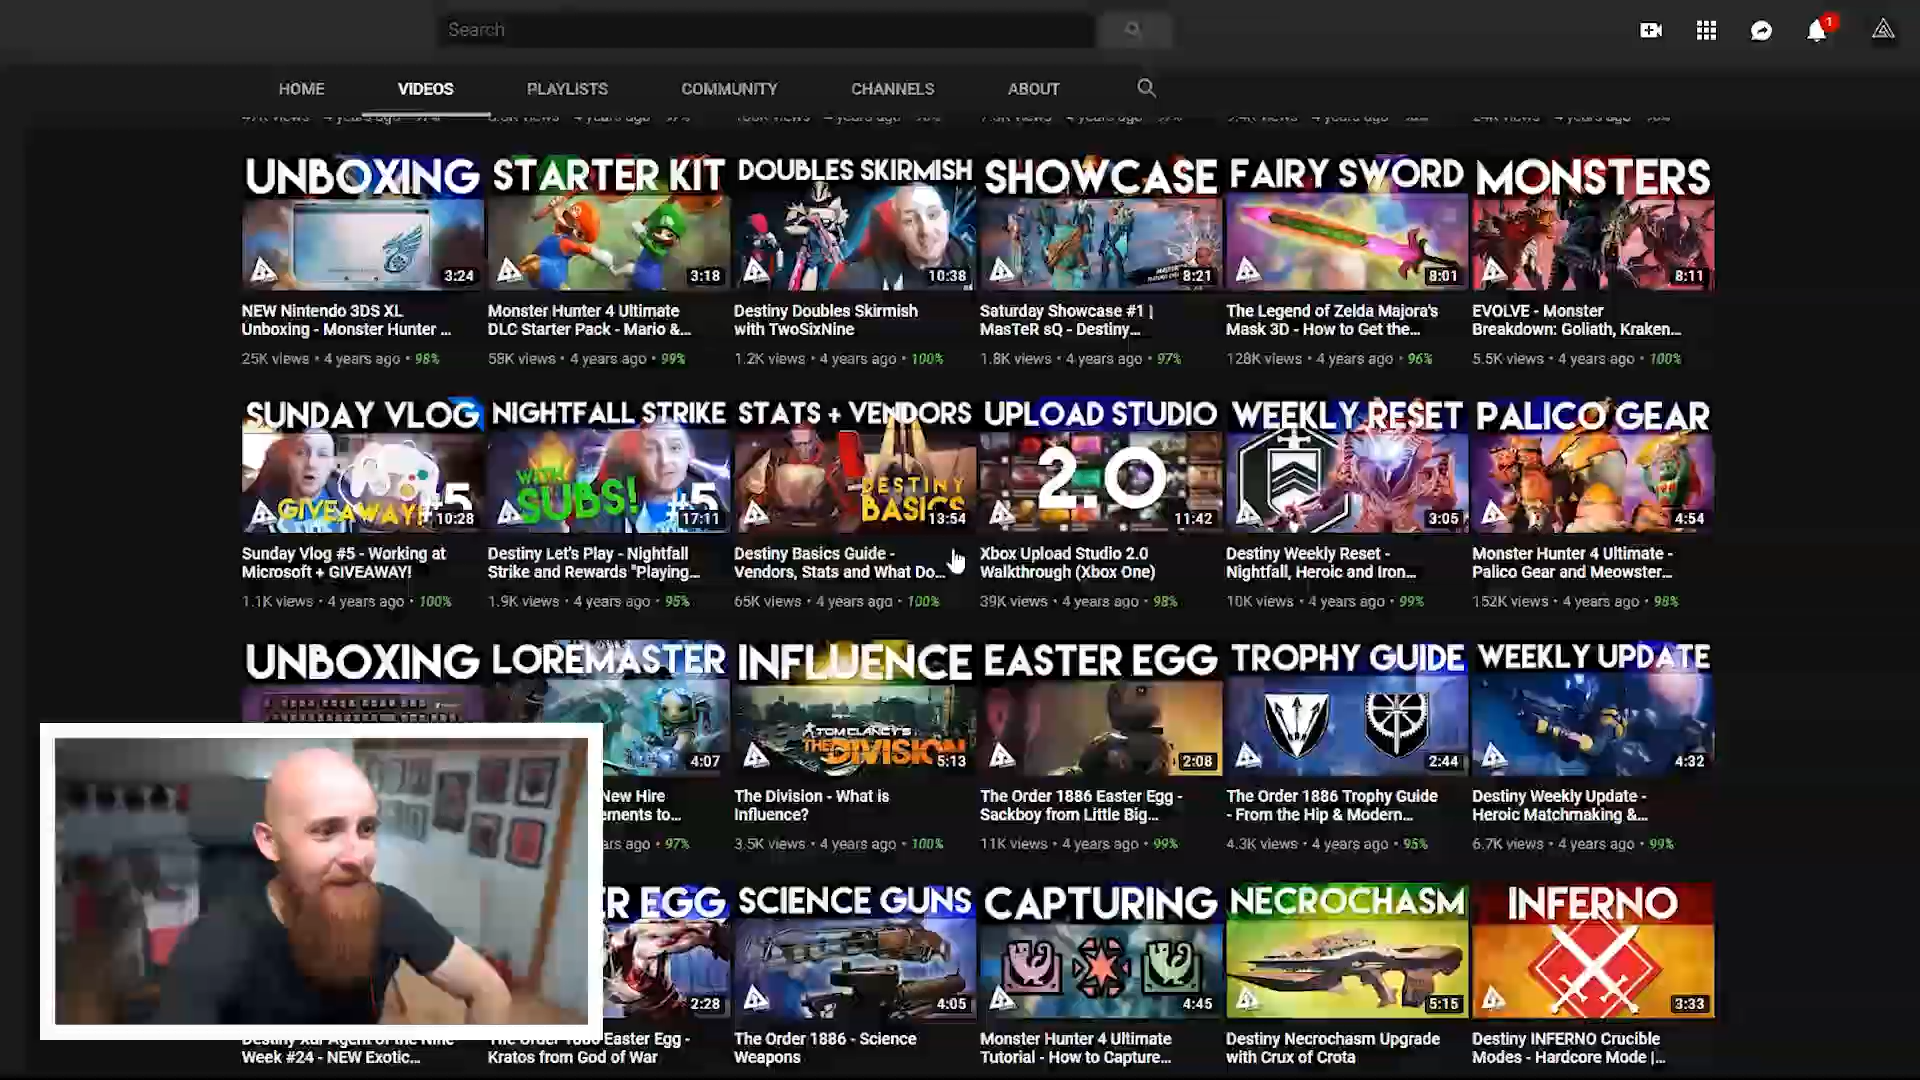 Search
1
HOME VIDEOS PLAYLISTS COMMUNITY CHANNELS ABOUT
UNBOXING STARTER KIT DOUBLES SKIRMISH SHOWCASE FAIRY SWORD MONSTERS
3:24 3:18 10:38 8:21 8:01 8:11
NEW Nintendo 3DS XL Monster Hunter 4 Ultimate Destiny Doubles Skirmish Saturday Showcase #1 | The Legend of Zelda Majora's EVOLVE - Monster
Unboxing - Monster Hunter ... DLC Starter Pack - Mario &... with TwoSixNine MasTeR sQ - Destiny... Mask 3D - How to Get the... Breakdown: Goliath, Kraken...
25K views • 4 years ago • 98% 58K views • 4 years ago • 99% 1.2K views • 4 years ago • 100% 1.8K views • 4 years ago • 97% 128K views • 4 years ago • 96% 5.5K views • 4 years ago • 100%
SUNDAY VLOG NIGHTFALL STRIKE STATS + VENDORS UPLOAD STUDIO WEEKLY RESET PALICO GEAR
GIVEAWAY! #5 WITH SUBS! #5 DESTINY BASICS 2.0
10:28 17:11 13:54 11:42 3:05 4:54
Sunday Vlog #5 - Working at Destiny Let's Play - Nightfall Destiny Basics Guide - Xbox Upload Studio 2.0 Destiny Weekly Reset - Monster Hunter 4 Ultimate -
Microsoft + GIVEAWAY! Strike and Rewards "Playing... Vendors, Stats and What Do... Walkthrough (Xbox One) Nightfall, Heroic and Iron... Palico Gear and Meowster...
1.1K views • 4 years ago • 100% 1.9K views • 4 years ago • 95% 65K views • 4 years ago • 100% 39K views • 4 years ago • 98% 10K views • 4 years ago • 99% 152K views • 4 years ago • 98%
UNBOXING LOREMASTER INFLUENCE EASTER EGG TROPHY GUIDE WEEKLY UPDATE
TOM CLANCY'S
THE DIVISION
4:07 5:13 2:08 2:44 4:32
New Hire The Division - What is The Order 1886 Easter Egg - The Order 1886 Trophy Guide Destiny Weekly Update -
ements to... Influence? Sackboy from Little Big... - From the Hip & Modern... Heroic Matchmaking &...
ars ago • 97% 3.5K views • 4 years ago • 100% 11K views • 4 years ago • 99% 4.3K views • 4 years ago • 95% 6.7K views • 4 years ago • 99%
R EGG SCIENCE GUNS CAPTURING NECROCHASM INFERNO
2:28 4:05 4:45 5:15 3:33
Destiny Xur Agent of the Nine The Order 1886 Easter Egg - The Order 1886 - Science Monster Hunter 4 Ultimate Destiny Necrochasm Upgrade Destiny INFERNO Crucible
Week #24 - NEW Exotic... Kratos from God of War Weapons Tutorial - How to Capture... with Crux of Crota Modes - Hardcore Mode |...